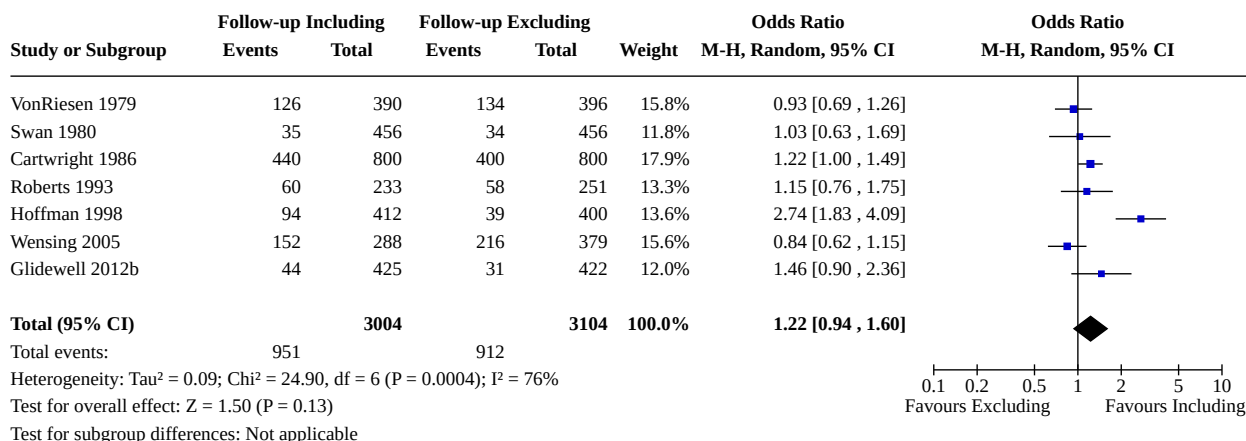 Follow-up Including Follow-up Excluding Odds Ratio Odds Ratio
Study or Subgroup Events Total Events Total Weight M-H, Random, 95% CI M-H, Random, 95% CI
VonRiesen 1979 126 390 134 396 15.8% 0.93 [0.69 , 1.26]
Swan 1980 35 456 34 456 11.8% 1.03 [0.63 , 1.69]
Cartwright 1986 440 800 400 800 17.9% 1.22 [1.00 , 1.49]
Roberts 1993 60 233 58 251 13.3% 1.15 [0.76 , 1.75]
Hoffman 1998 94 412 39 400 13.6% 2.74 [1.83 , 4.09]
Wensing 2005 152 288 216 379 15.6% 0.84 [0.62 , 1.15]
Glidewell 2012b 44 425 31 422 12.0% 1.46 [0.90 , 2.36]
Total (95% CI) 3004 3104 100.0% 1.22 [0.94 , 1.60]
Total events: 951 912
Heterogeneity: Tau² = 0.09; Chi² = 24.90, df = 6 (P = 0.0004); I² = 76%
0.1 0.2 0.5 1 2 5 10
Test for overall effect: Z = 1.50 (P = 0.13) Favours Excluding Favours Including
Test for subgroup differences: Not applicable